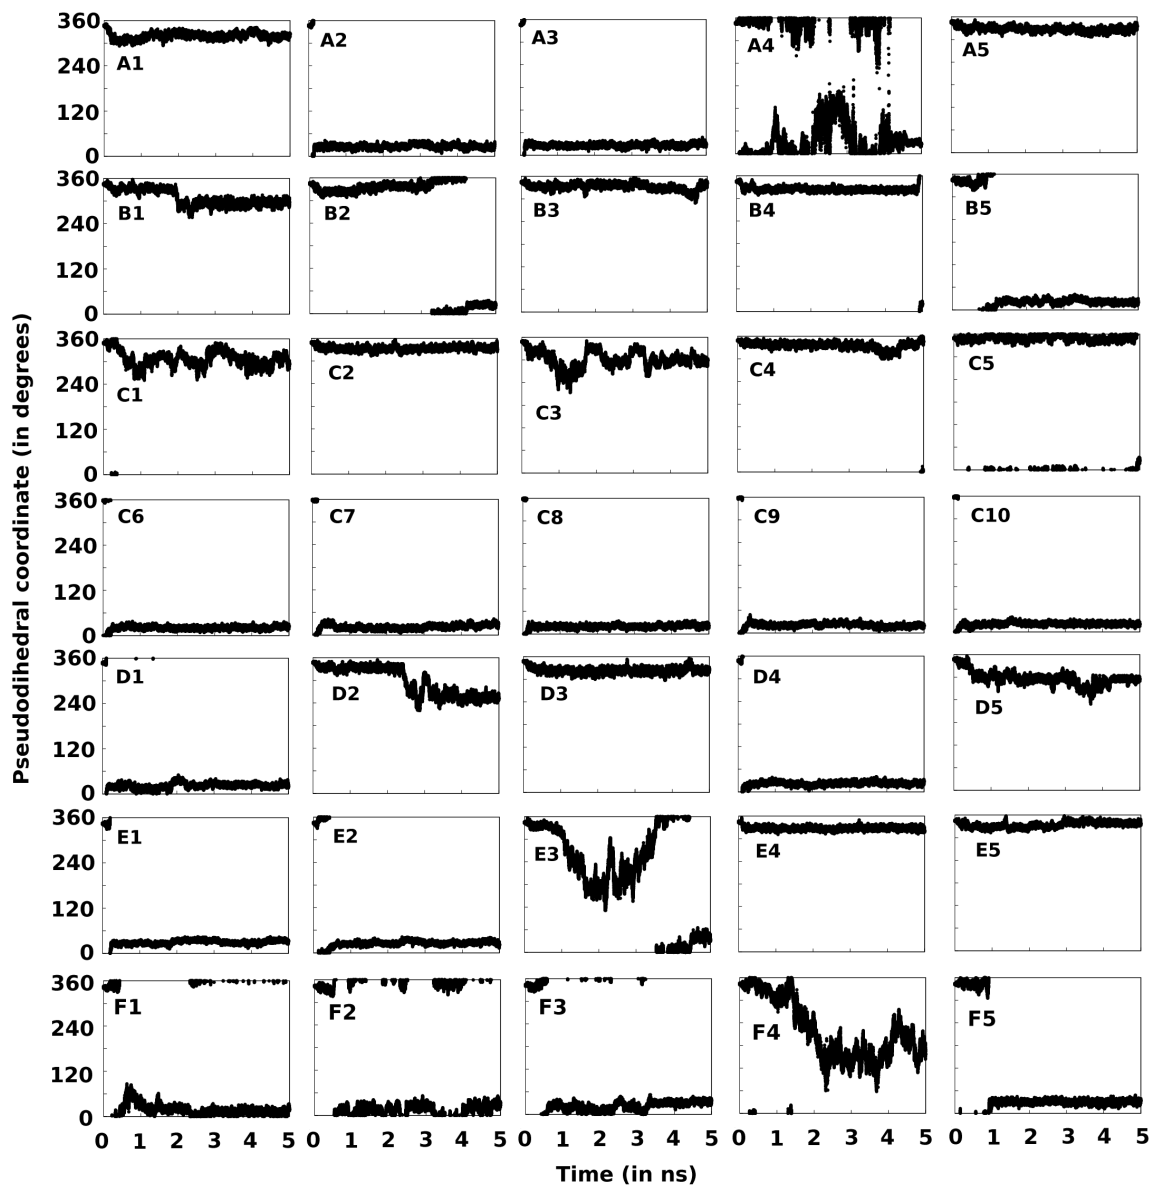 360
240
120
0
A1
A2
A3
A4
A5
360
240
120
0
B1
B2
B3
B4
B5
360
240
120
0
C1
C2
C3
C4
C5
360
240
120
0
C6
C7
C8
C9
C10
360
240
120
0
D1
D2
D3
D4
D5
360
240
120
0
E1
E2
E3
E4
E5
360
240
120
0
F1
F2
F3
F4
F5
0 1 2 3 4 5
0 1 2 3 4 5
0 1 2 3 4 5
0 1 2 3 4 5
0 1 2 3 4 5
Time (in ns)
Pseudodihedral coordinate (in degrees)